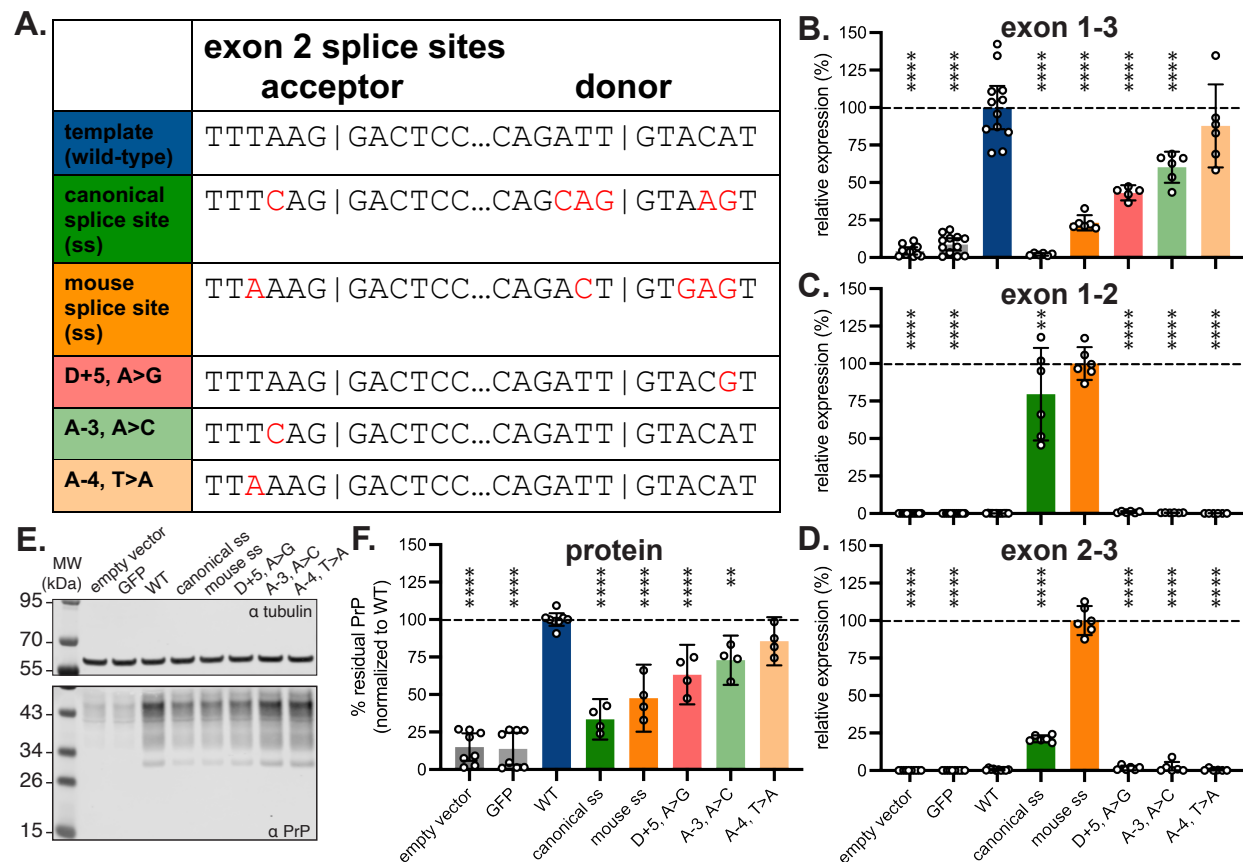 A.
exon 2 splice sites
acceptor donor
template
(wild-type)
TTTAAG|GACTCC...CAGATT|GTACAT
canonical
splice site
(ss)
TTTCAG|GACTCC...CAGCAG|GTAAGT
mouse
splice site
(ss)
TTAAAG|GACTCC...CAGACT|GTGAGT
D+5, A>G
TTTAAG|GACTCC...CAGATT|GTACGT
A-3, A>C
TTTCAG|GACTCC...CAGATT|GTACAT
A-4, T>A
TTAAAG|GACTCC...CAGATT|GTACAT
B.
exon 1-3
relative expression (%)
150
125
100
75
50
25
0
**** **** **** **** **** ****
C.
exon 1-2
relative expression (%)
150
125
100
75
50
25
0
**** **** ** **** **** ****
D.
exon 2-3
relative expression (%)
150
125
100
75
50
25
0
**** **** **** **** **** ****
empty vector
GFP
WT
canonical ss
mouse ss
D+5, A>G
A-3, A>C
A-4, T>A
E.
MW
(kDa)
empty vector
GFP
WT
canonical ss
mouse ss
D+5, A>G
A-3, A>C
A-4, T>A
95
70
55
α tubulin
43
34
26
15
α PrP
F.
protein
% residual PrP
(normalized to WT)
150
125
100
75
50
25
0
**** **** **** **** **** **
empty vector
GFP
WT
canonical ss
mouse ss
D+5, A>G
A-3, A>C
A-4, T>A